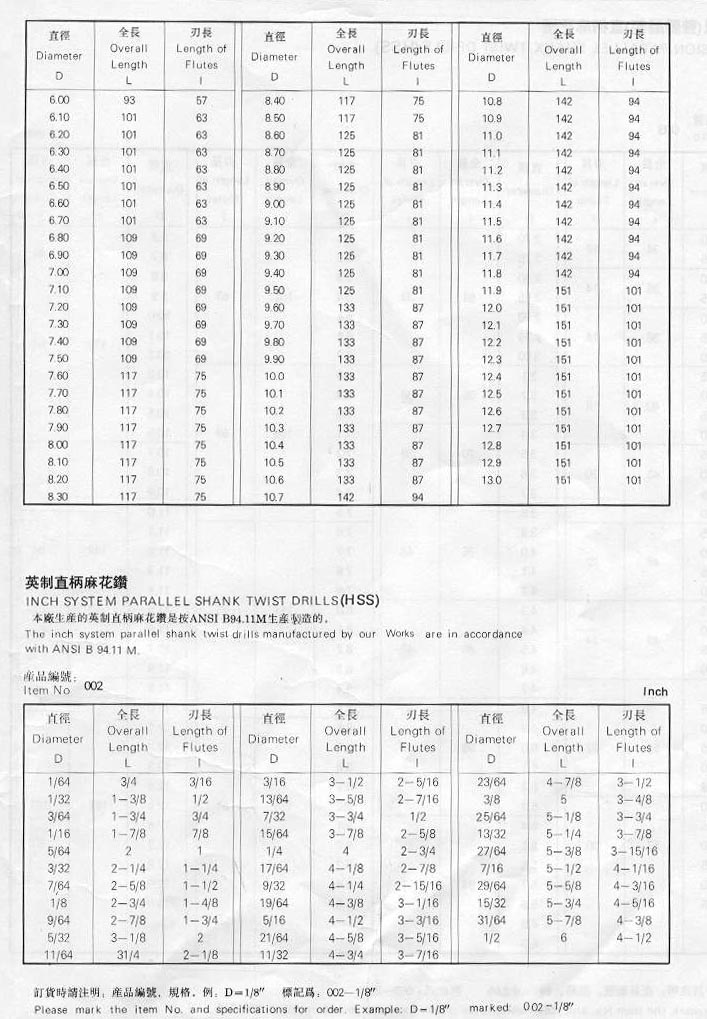 直徑 全長 刃長 直徑 全長 刃長 直徑 全長 刃長
Diameter Overall Length of Diameter Overall Length of Diameter Overall Length of
Length Flutes Length Flutes Length Flutes
D L l D L l D L l
6.00 93 57 8.40 117 75 10.8 142 94
6.10 101 63 8.50 117 75 10.9 142 94
6.20 101 63 8.60 125 81 11.0 142 94
6.30 101 63 8.70 125 81 11.1 142 94
6.40 101 63 8.80 125 81 11.2 142 94
6.50 101 63 8.90 125 81 11.3 142 94
6.60 101 63 9.00 125 81 11.4 142 94
6.70 101 63 9.10 125 81 11.5 142 94
6.80 109 69 9.20 125 81 11.6 142 94
6.90 109 69 9.30 125 81 11.7 142 94
7.00 109 69 9.40 125 81 11.8 142 94
7.10 109 69 9.50 125 81 11.9 151 101
7.20 109 69 9.60 133 87 12.0 151 101
7.30 109 69 9.70 133 87 12.1 151 101
7.40 109 69 9.80 133 87 12.2 151 101
7.50 109 69 9.90 133 87 12.3 151 101
7.60 117 75 10.0 133 87 12.4 151 101
7.70 117 75 10.1 133 87 12.5 151 101
7.80 117 75 10.2 133 87 12.6 151 101
7.90 117 75 10.3 133 87 12.7 151 101
8.00 117 75 10.4 133 87 12.8 151 101
8.10 117 75 10.5 133 87 12.9 151 101
8.20 117 75 10.6 133 87 13.0 151 101
8.30 117 75 10.7 142 94
英制直柄麻花鑽
INCH SYSTEM PARALLEL SHANK TWIST DRILLS(HSS)
本廠生產的英制直柄麻花鑽是按ANSI B94.11M生產製造的。
The inch system parallel shank twist drills manufactured by our Works are in accordance
with ANSI B 94.11 M.
產品編號:
Item No 002 Inch
直徑 全長 刃長 直徑 全長 刃長 直徑 全長 刃長
Diameter Overall Length of Diameter Overall Length of Diameter Overall Length of
Length Flutes Length Flutes Length Flutes
D L l D L l D L l
1/64 3/4 3/16 3/16 3-1/2 2-5/16 23/64 4-7/8 3-1/2
1/32 1-3/8 1/2 13/64 3-5/8 2-7/16 3/8 5 3-4/8
3/64 1-3/4 3/4 7/32 3-3/4 1/2 25/64 5-1/8 3-3/4
1/16 1-7/8 7/8 15/64 3-7/8 2-5/8 13/32 5-1/4 3-7/8
5/64 2 1 1/4 4 2-3/4 27/64 5-3/8 3-15/16
3/32 2-1/4 1-1/4 17/64 4-1/8 2-7/8 7/16 5-1/2 4-1/16
7/64 2-5/8 1-1/2 9/32 4-1/4 2-15/16 29/64 5-5/8 4-3/16
1/8 2-3/4 1-4/8 19/64 4-3/8 3-1/16 15/32 5-3/4 4-5/16
9/64 2-7/8 1-3/4 5/16 4-1/2 3-3/16 31/64 5-7/8 4-3/8
5/32 3-1/8 2 21/64 4-5/8 3-5/16 1/2 6 4-1/2
11/64 31/4 2-1/8 11/32 4-3/4 3-7/16
訂貨時請注明: 產品編號、規格。例: D=1/8″ 標記爲: 002-1/8″
Please mark the item No. and specifications for order. Example: D-1/8″ marked: 002-1/8″